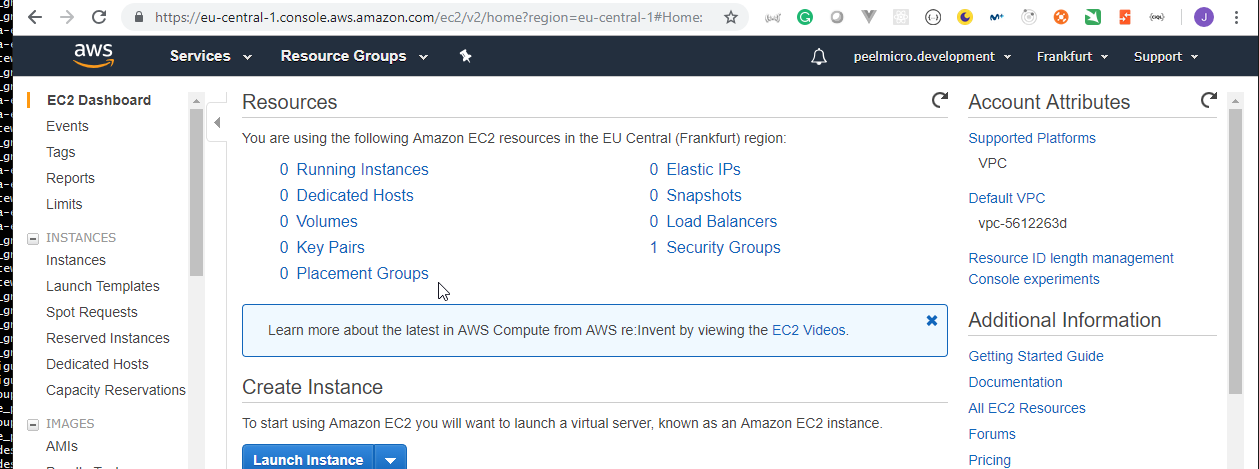 https://eu-central-1.console.aws.amazon.com/ec2/v2/home?region=eu-central-1#Home:
J
aws
Services
Resource Groups
peelmicro.development
Frankfurt
Support
EC2 Dashboard
Events
Tags
Reports
Limits
INSTANCES
Instances
Launch Templates
Spot Requests
Reserved Instances
Dedicated Hosts
Capacity Reservations
IMAGES
AMIs
Resources
You are using the following Amazon EC2 resources in the EU Central (Frankfurt) region:
0 Running Instances
0 Elastic IPs
0 Dedicated Hosts
0 Snapshots
0 Volumes
0 Load Balancers
0 Key Pairs
1 Security Groups
0 Placement Groups
Learn more about the latest in AWS Compute from AWS re:Invent by viewing the EC2 Videos.
Create Instance
To start using Amazon EC2 you will want to launch a virtual server, known as an Amazon EC2 instance.
Launch Instance
Account Attributes
Supported Platforms
VPC
Default VPC
vpc-5612263d
Resource ID length management
Console experiments
Additional Information
Getting Started Guide
Documentation
All EC2 Resources
Forums
Pricing